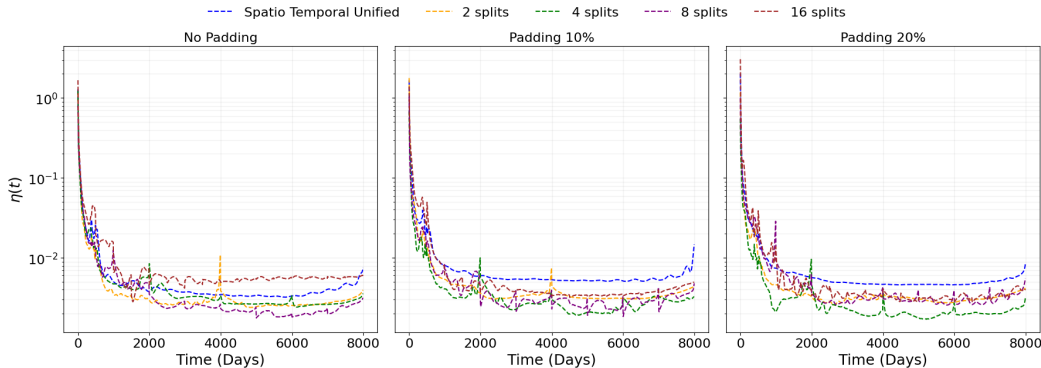 Spatio Temporal Unified 2 splits 4 splits 8 splits 16 splits
No Padding Padding 10% Padding 20%
η(t)
10⁰
10⁻¹
10⁻²
0 2000 4000 6000 8000 0 2000 4000 6000 8000 0 2000 4000 6000 8000
Time (Days) Time (Days) Time (Days)